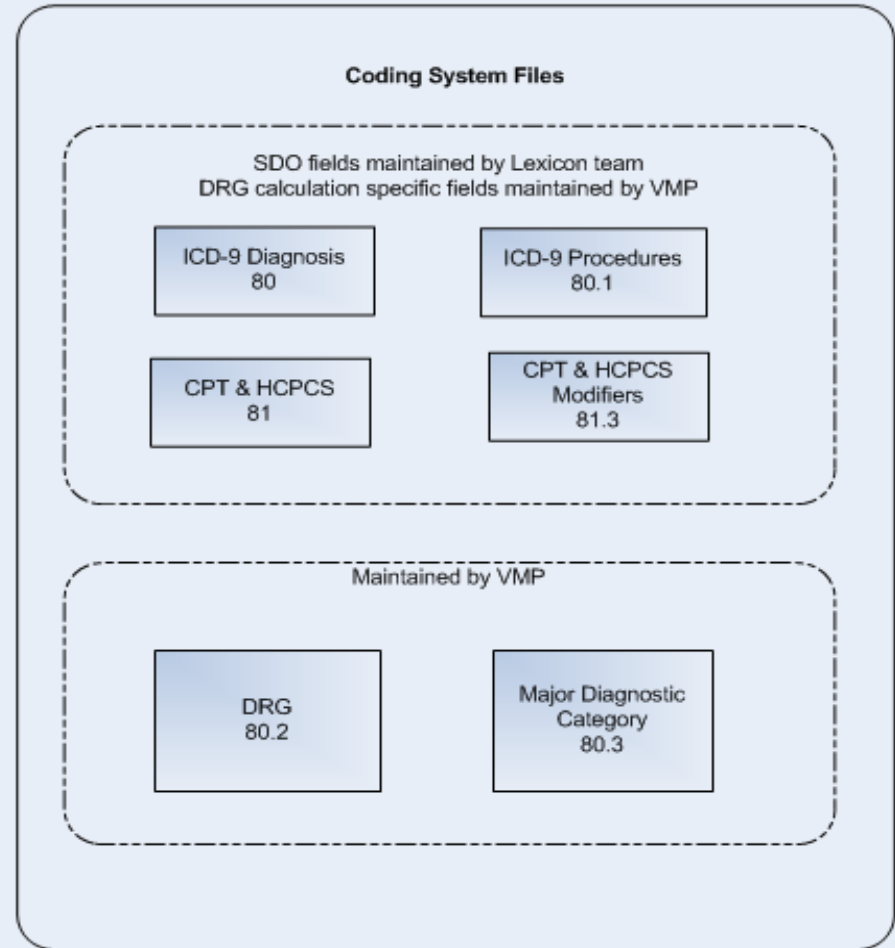 Coding System Files
SDO fields maintained by Lexicon team
DRG calculation specific fields maintained by VMP
ICD-9 Diagnosis
80
ICD-9 Procedures
80.1
CPT & HCPCS
81
CPT & HCPCS
Modifiers
81.3
Maintained by VMP
DRG
80.2
Major Diagnostic
Category
80.3